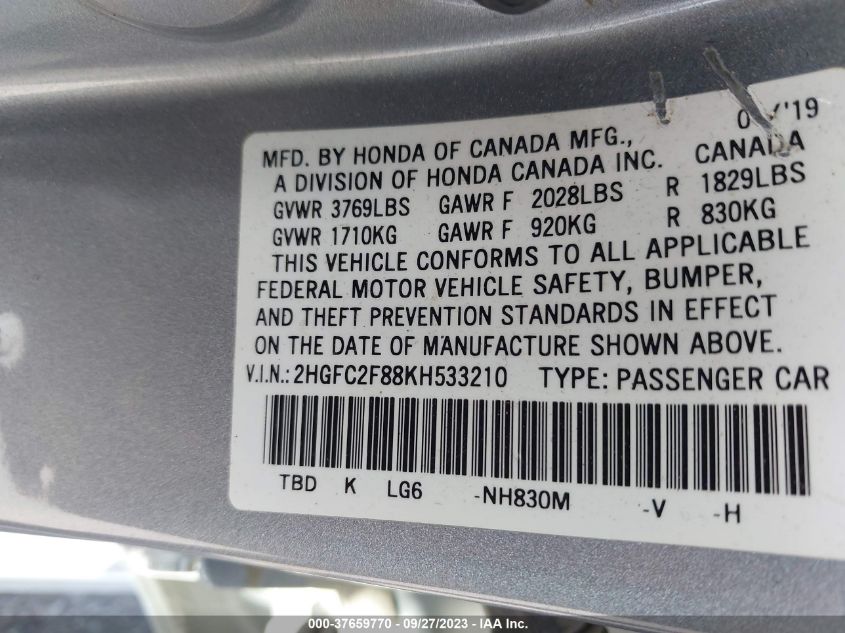 '19
MFD. BY HONDA OF CANADA MFG., CANADA
A DIVISION OF HONDA CANADA INC.
GVWR 3769LBS GAWR F 2028LBS R 1829LBS
GVWR 1710KG GAWR F 920KG R 830KG
THIS VEHICLE CONFORMS TO ALL APPLICABLE
FEDERAL MOTOR VEHICLE SAFETY, BUMPER,
AND THEFT PREVENTION STANDARDS IN EFFECT
ON THE DATE OF MANUFACTURE SHOWN ABOVE.
V.I.N.: 2HGFC2F88KH533210 TYPE: PASSENGER CAR
TBD K LG6 -NH830M -V -H
000-37659770 - 09/27/2023 - IAA Inc.